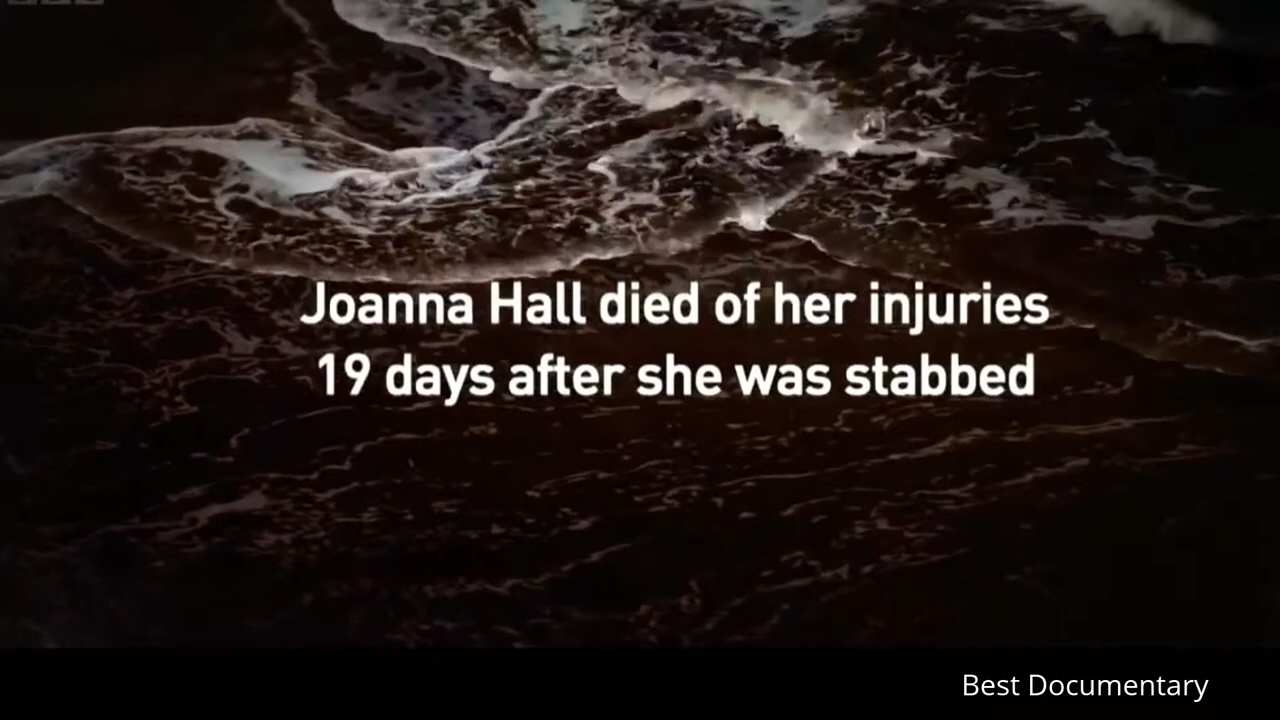 Joanna Hall died of her injuries
19 days after she was stabbed
Best Documentary